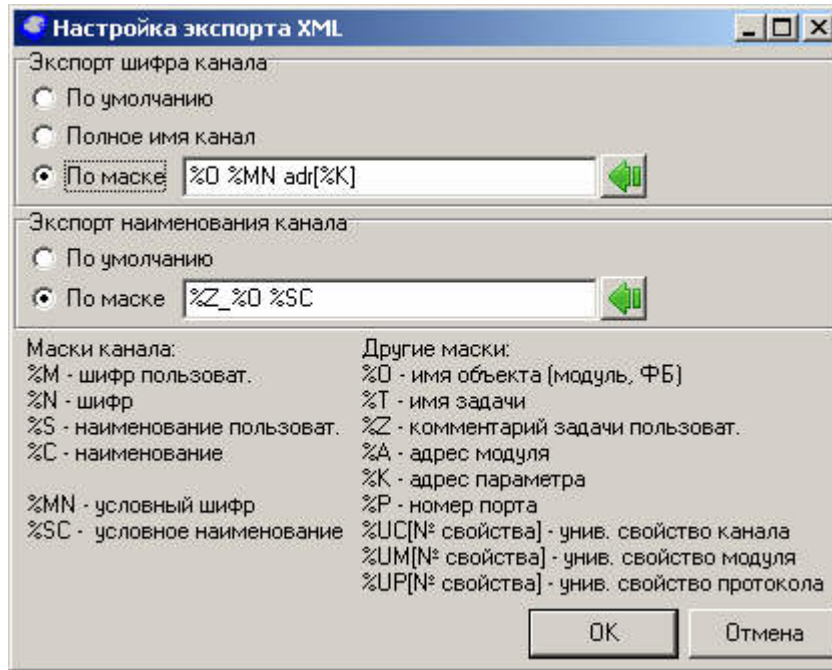 Настройка экспорта XML
Экспорт шифра канала
По умолчанию
Полное имя канал
По маске %O %MN adr[%K]
Экспорт наименования канала
По умолчанию
По маске %Z_%O %SC
Маски канала:
%M - шифр пользоват.
%N - шифр
%S - наименование пользоват.
%C - наименование
%MN - условный шифр
%SC - условное наименование
Другие маски:
%O - имя объекта (модуль, ФБ)
%T - имя задачи
%Z - комментарий задачи пользоват.
%A - адрес модуля
%K - адрес параметра
%P - номер порта
%UC[№ свойства] - унив. свойство канала
%UM[№ свойства] - унив. свойство модуля
%UP[№ свойства] - унив. свойство протокола
OK Отмена